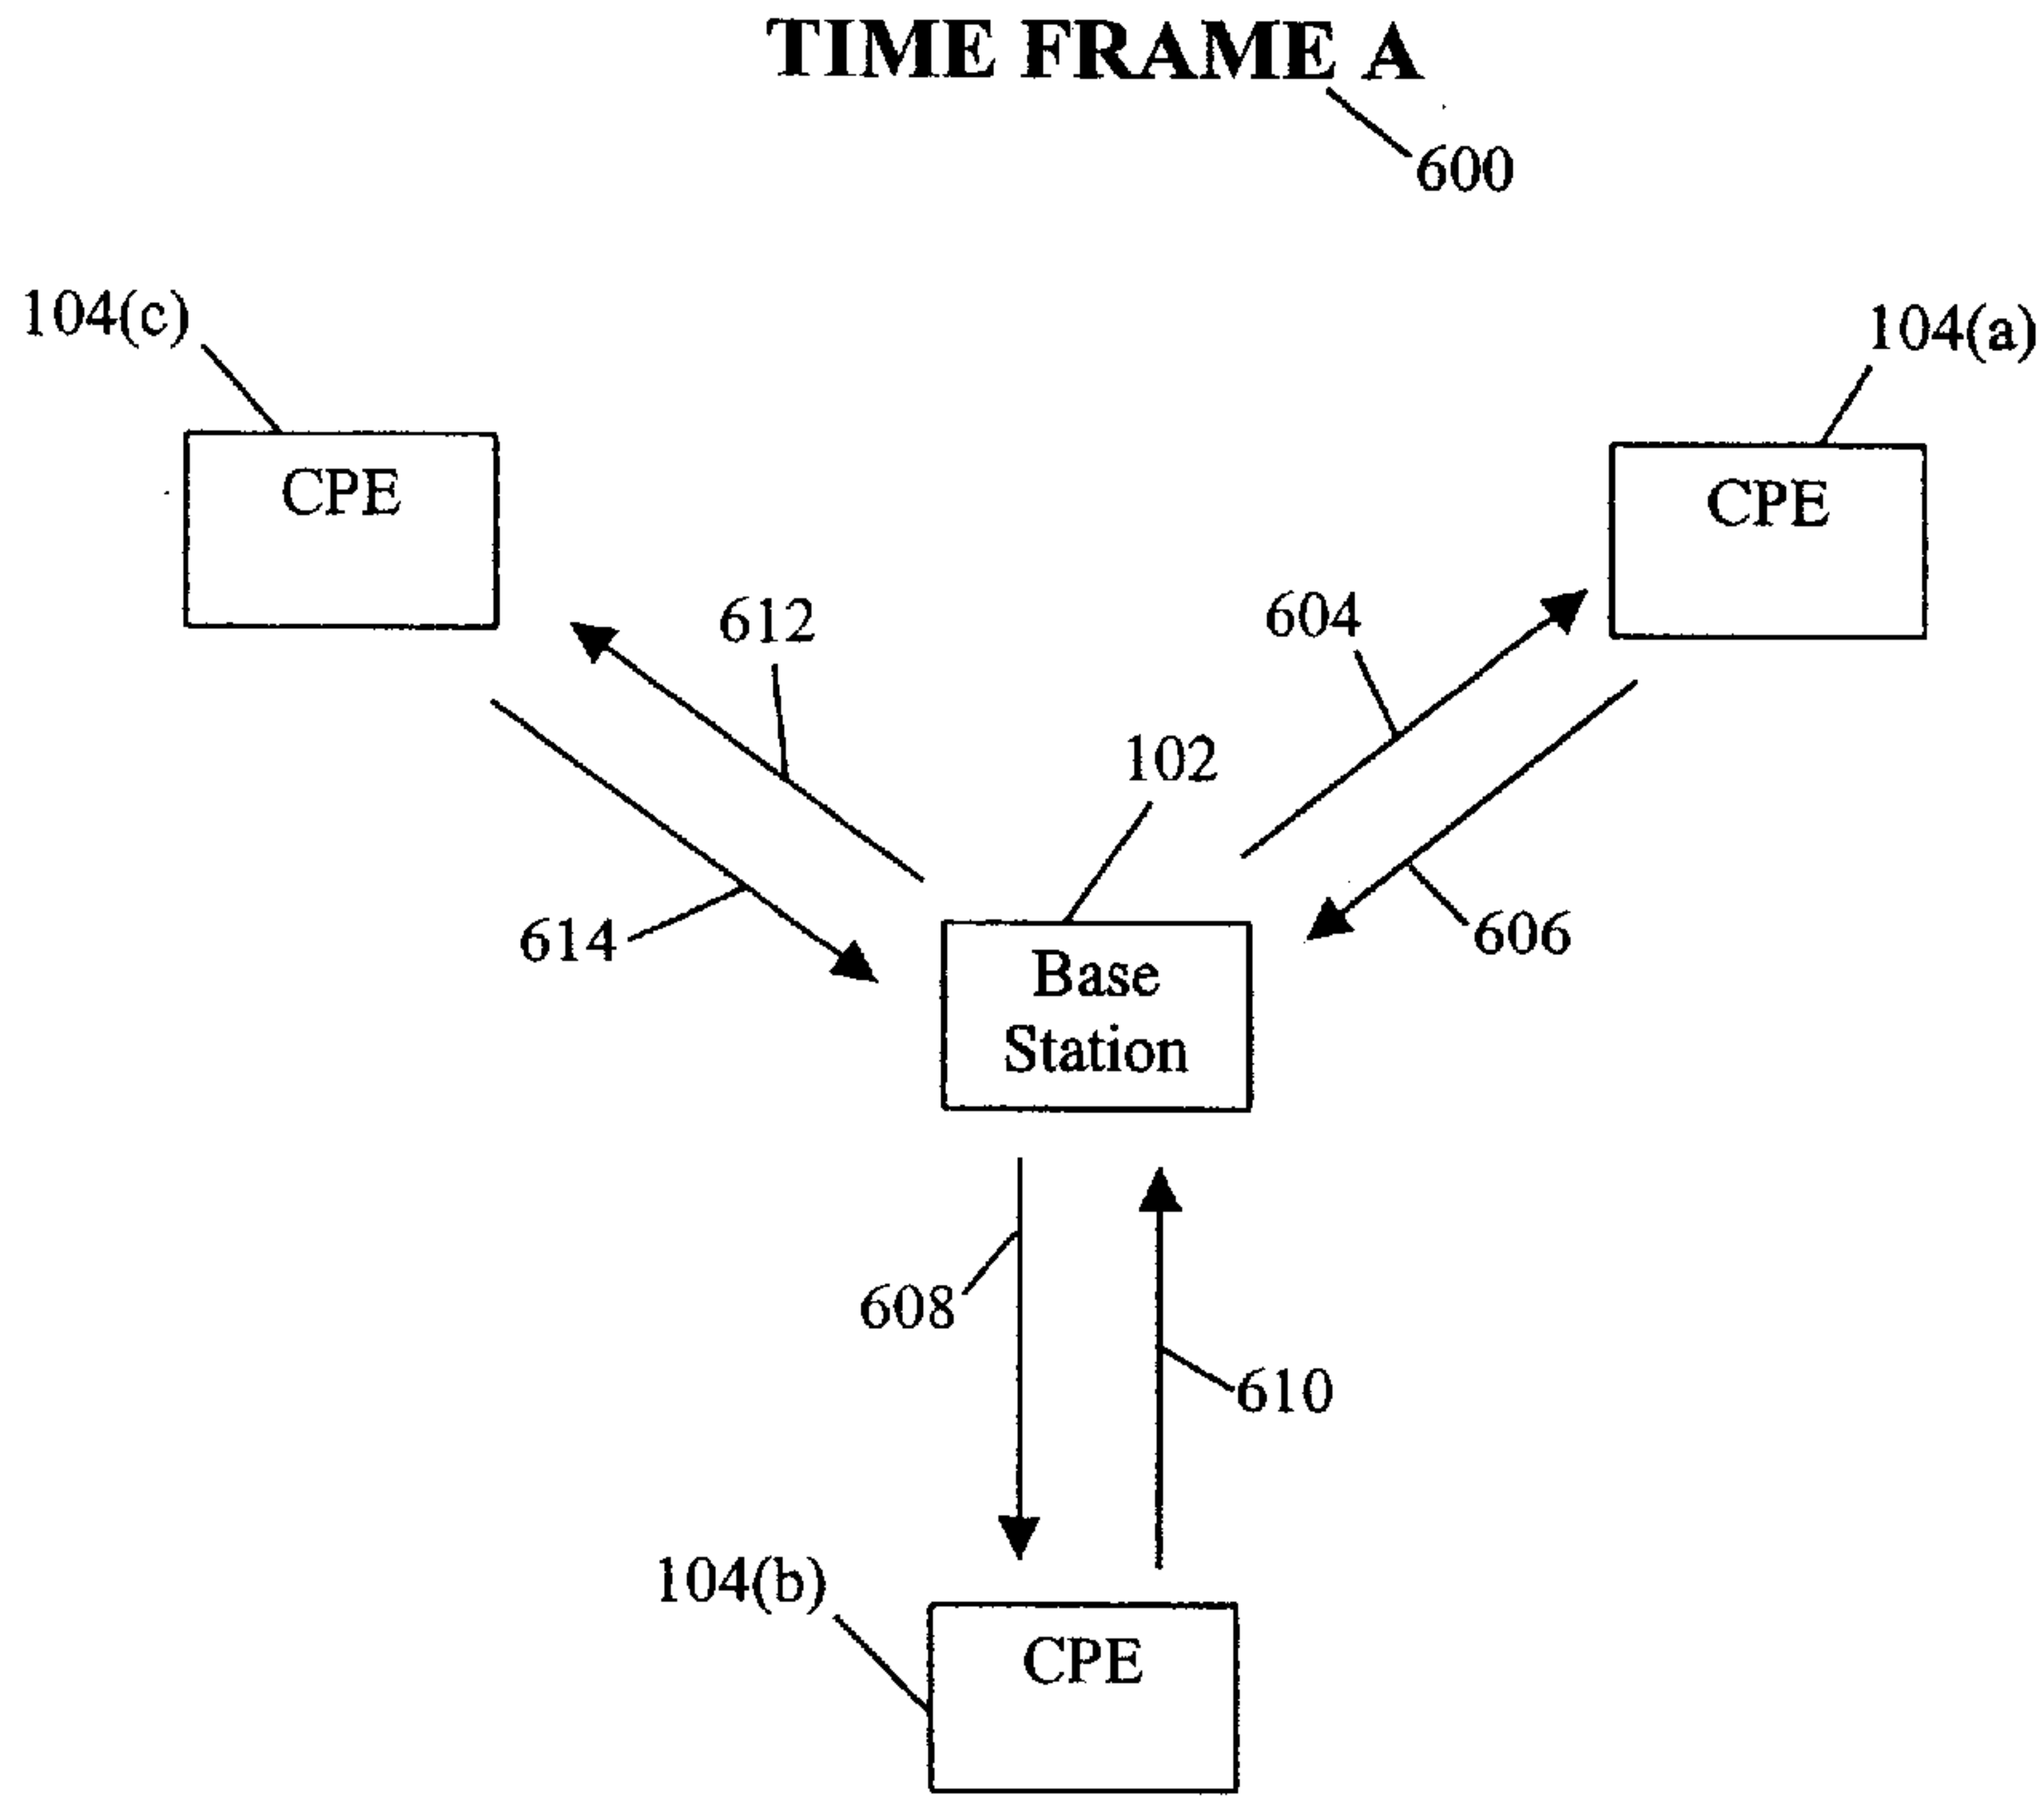 TIME FRAME A
600
104(c)
104(a)
CPE
CPE
612
604
102
614
606
Base
Station
608
610
104(b)
CPE